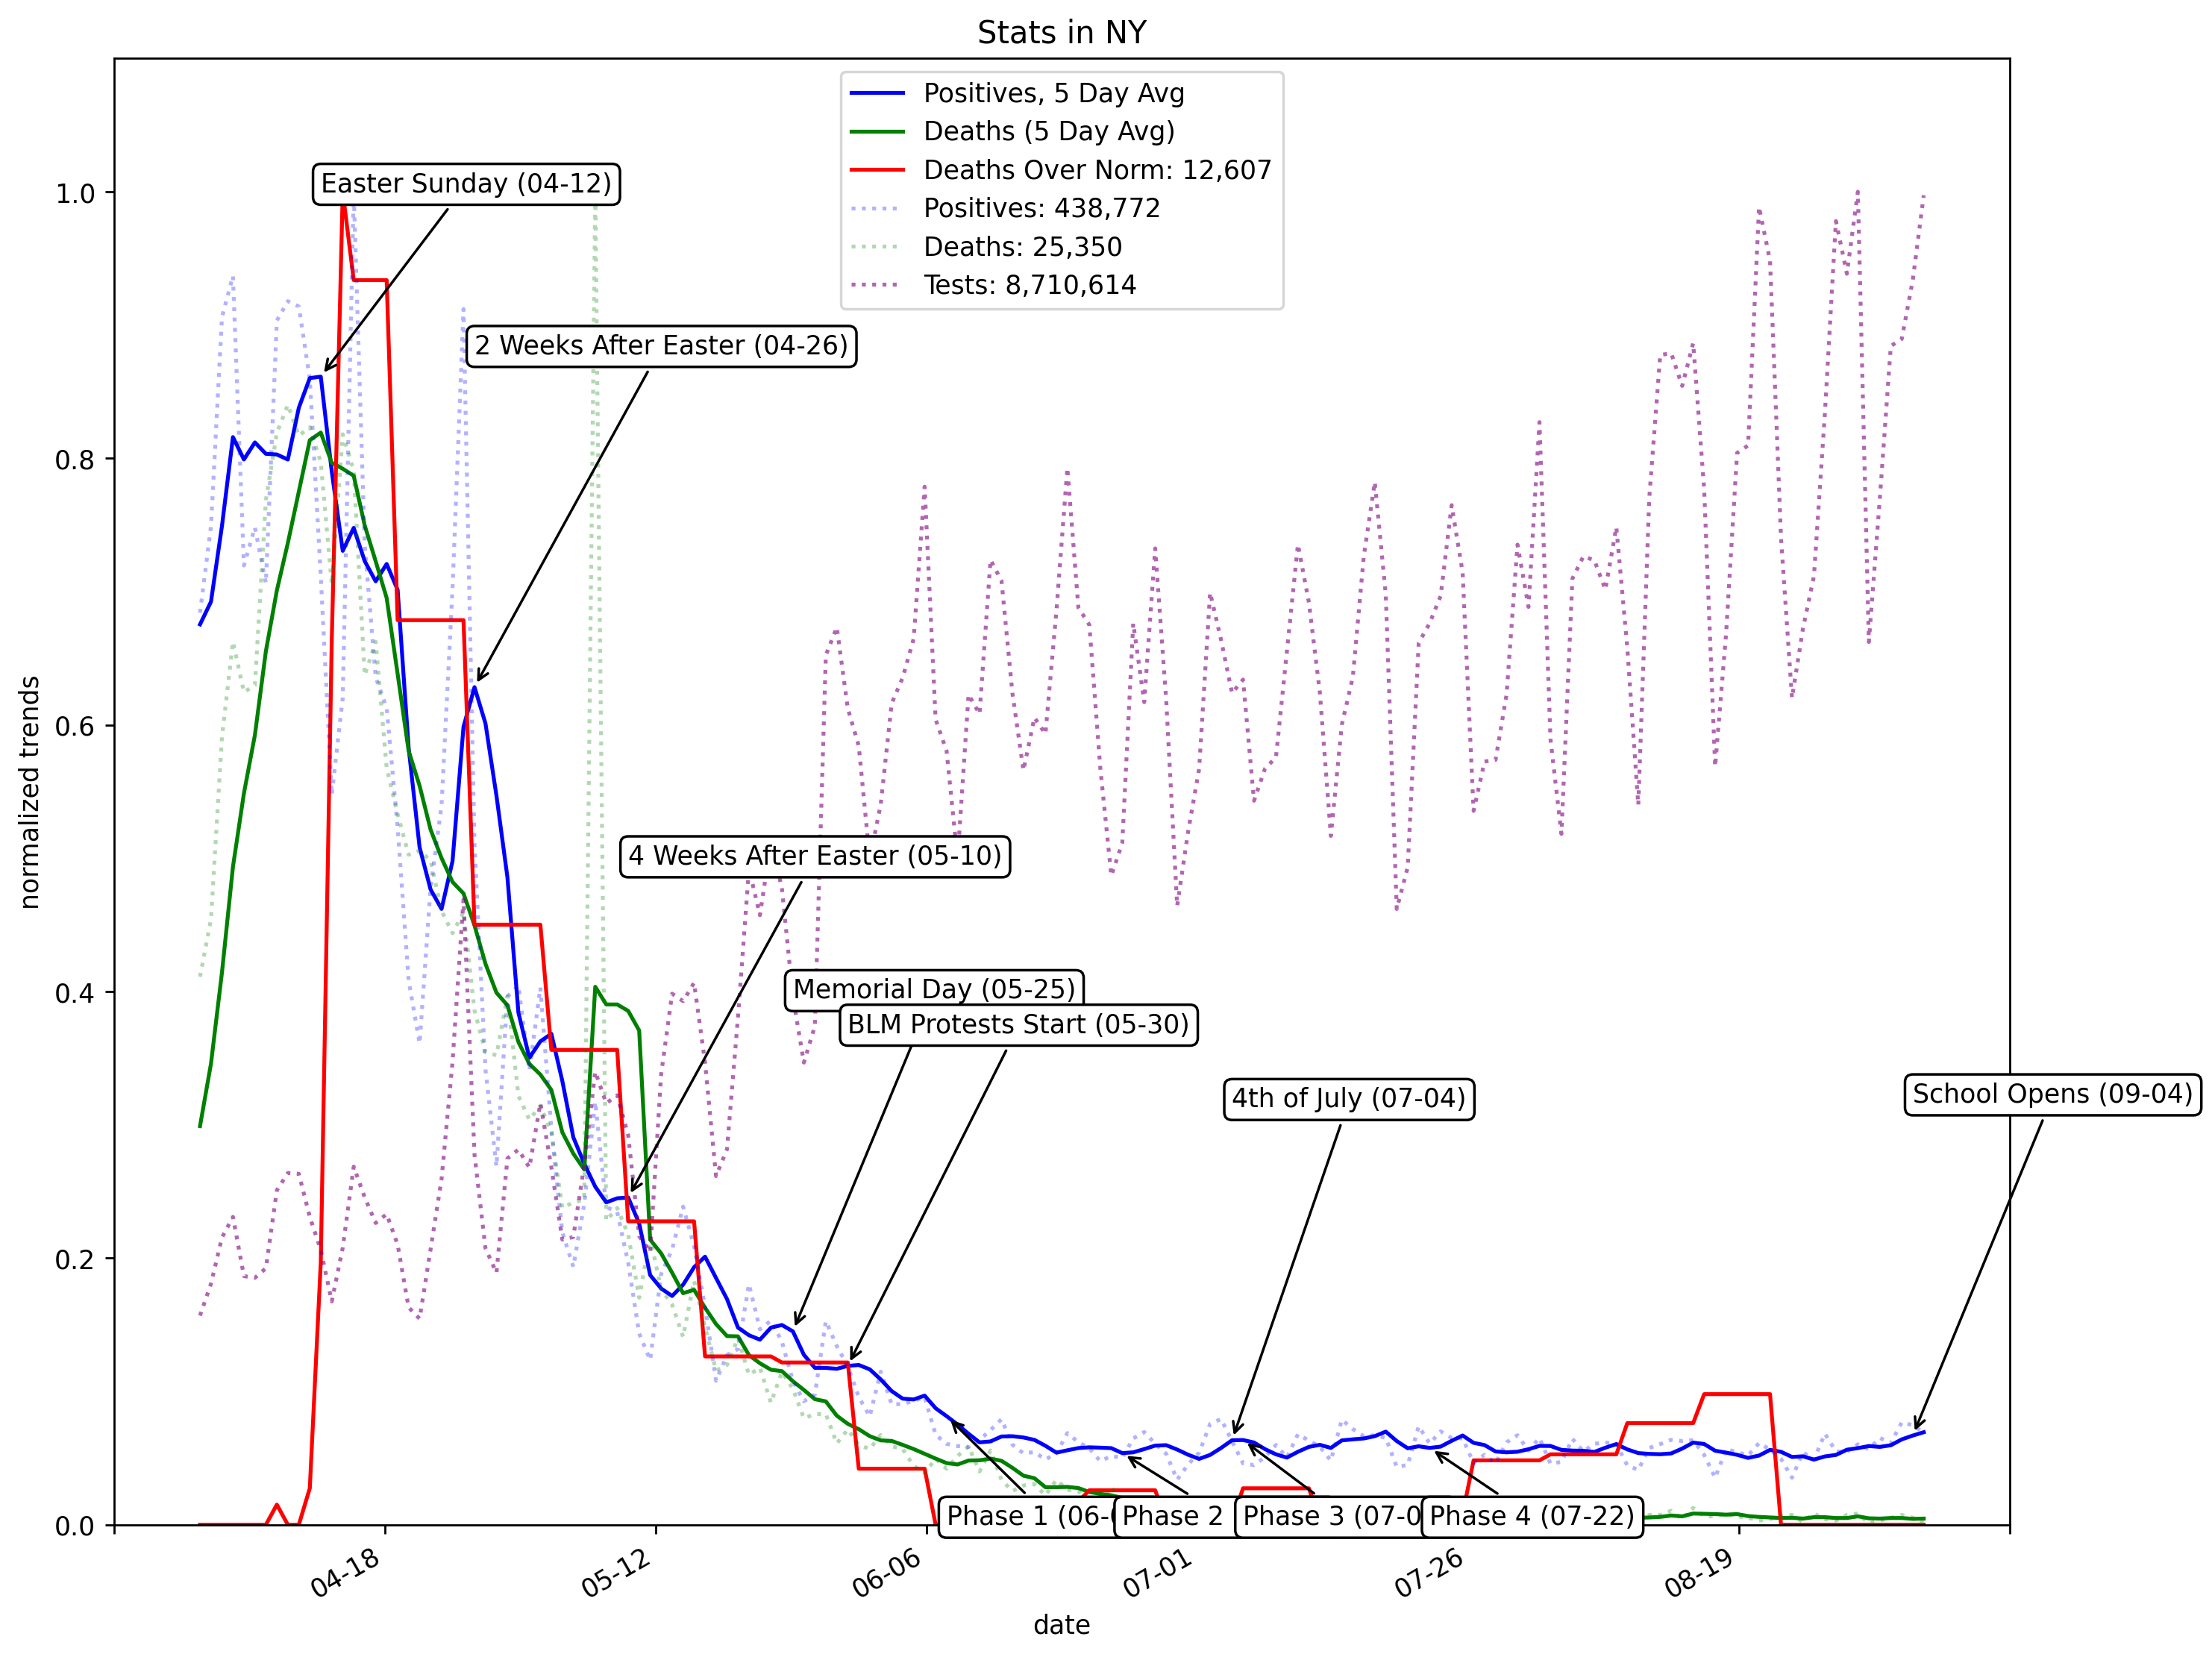 Stats in NY
Positives, 5 Day Avg
Deaths (5 Day Avg)
Deaths Over Norm: 12,607
Positives: 438,772
Deaths: 25,350
Tests: 8,710,614
Easter Sunday (04-12)
2 Weeks After Easter (04-26)
4 Weeks After Easter (05-10)
Memorial Day (05-25)
BLM Protests Start (05-30)
4th of July (07-04)
School Opens (09-04)
Phase 1 (06-
Phase 2
Phase 3 (07-0
Phase 4 (07-22)
normalized trends
1.0
0.8
0.6
0.4
0.2
0.0
04-18
05-12
06-06
07-01
07-26
08-19
date